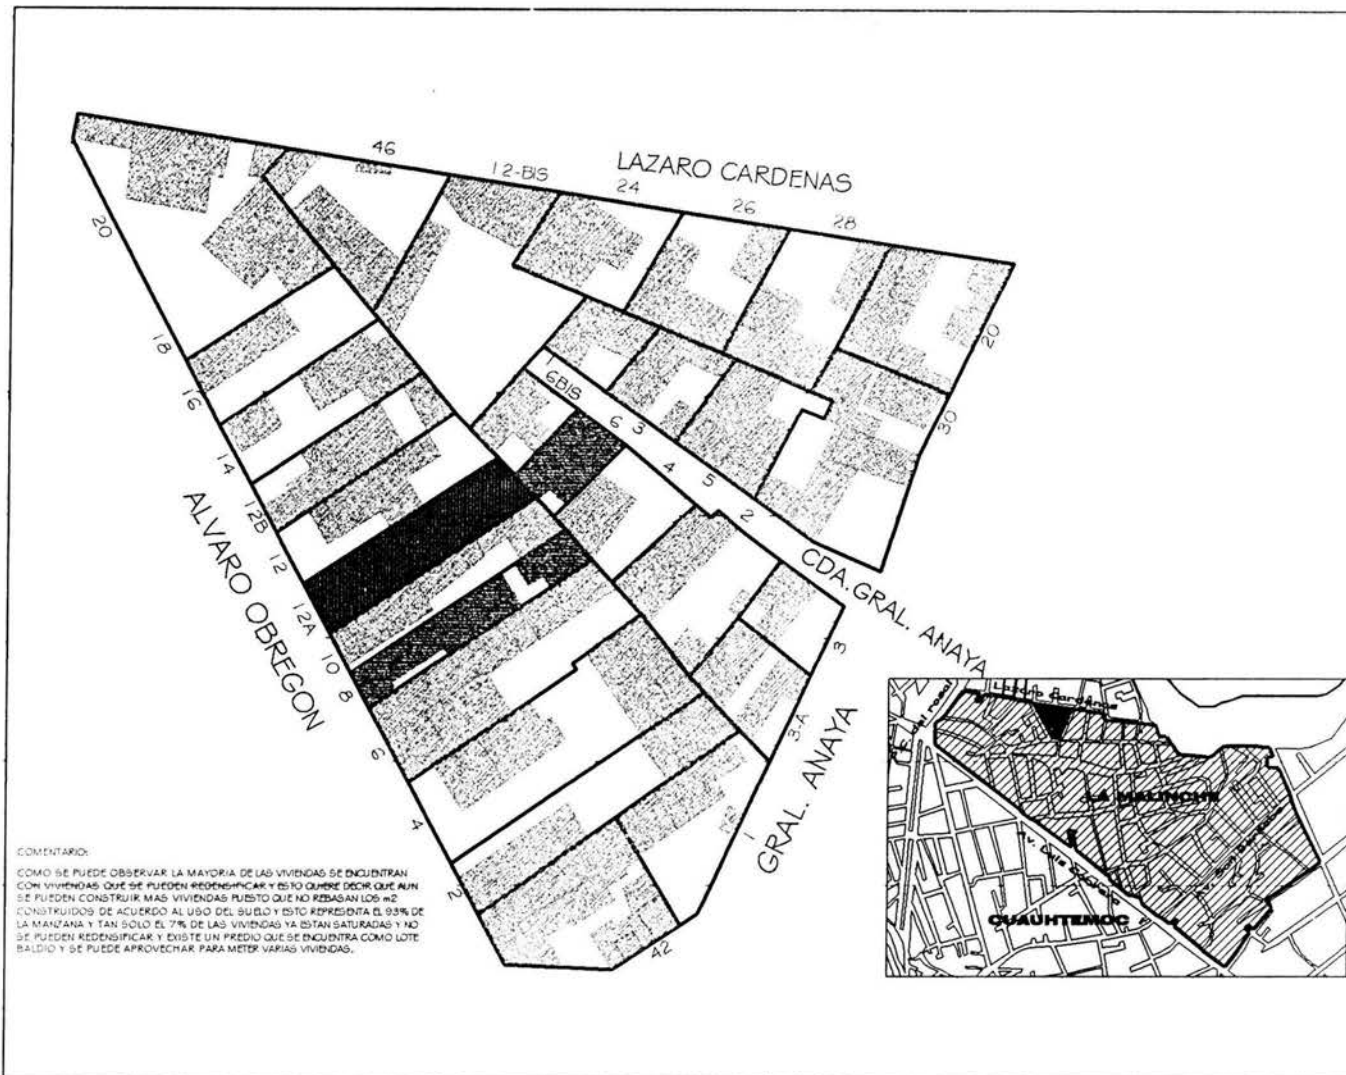 46
12-BIS
LAZARO CARDENAS
24
26
28
20
18
16
14
12B
12
12A
10
8
6
4
2
ALVARO OBREGON
1
6BIS
6
3
4
5
2
20
30
CDA. GRAL. ANAYA
3
3-A
1
GRAL. ANAYA
42
COMENTARIO:
COMO SE PUEDE OBSERVAR LA MAYORIA DE LAS VIVIENDAS SE ENCUENTRAN
CON VIVIENDAS QUE SE PUEDEN REDENSIFICAR Y ESTO QUIERE DECIR QUE AUN
SE PUEDEN CONSTRUIR MAS VIVIENDAS PUESTO QUE NO REBASAN LOS m2
CONSTRUIDOS DE ACUERDO AL USO DEL SUELO Y ESTO REPRESENTA EL 93% DE
LA MANZANA Y TAN SOLO EL 7% DE LAS VIVIENDAS YA ESTAN SATURADAS Y NO
SE PUEDEN REDENSIFICAR Y EXISTE UN PREDIO QUE SE ENCUENTRA COMO LOTE
BALDIO Y SE PUEDE APROVECHAR PARA METER VARIAS VIVIENDAS.
Lazaro Cardenas
del rosal
LA MALINCHE
CUAUHTEMOC